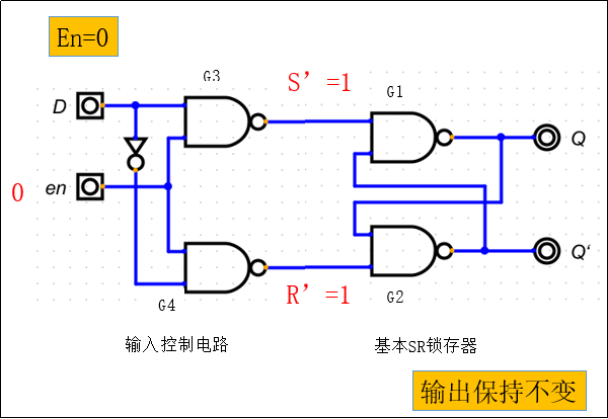 En=0
G3
S’=1
G1
D
Q
0
en
Q‘
G4
R’=1
G2
输入控制电路
基本SR锁存器
输出保持不变